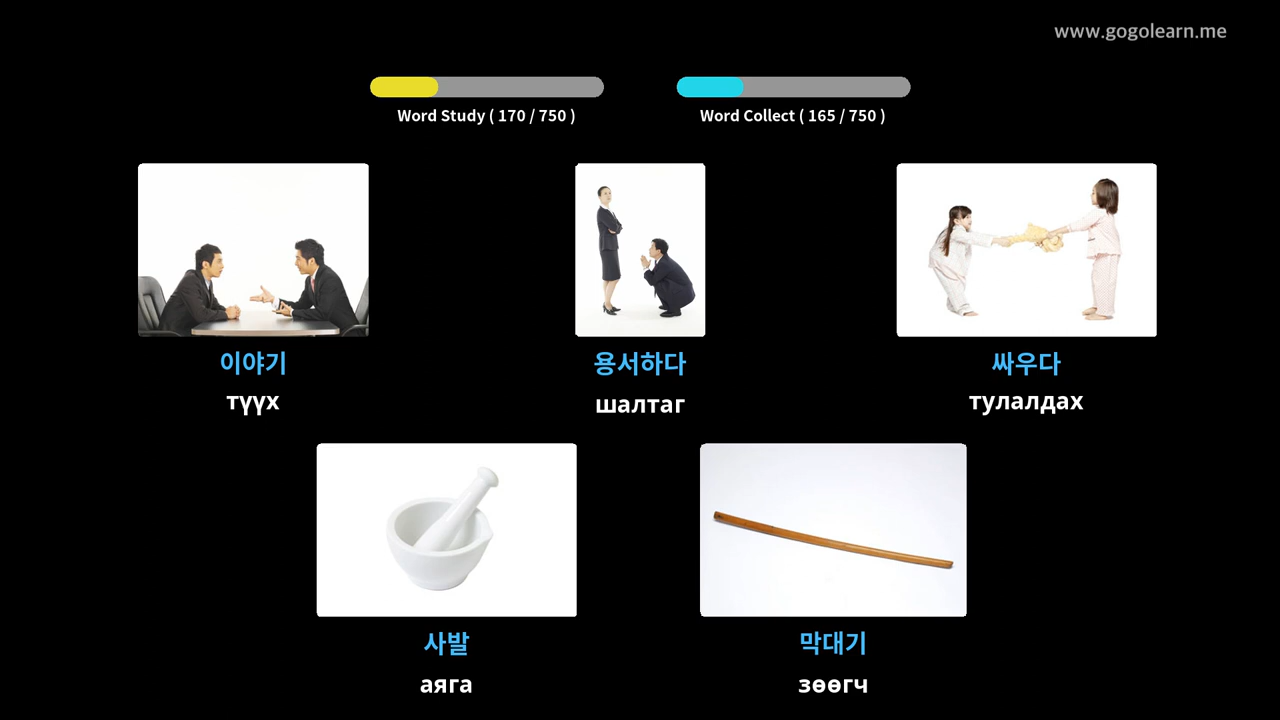 www.gogolearn.me
Word Study ( 170 / 750 )
Word Collect ( 165 / 750 )
이야기
түүх
용서하다
шалтаг
싸우다
тулалдах
사발
аяга
막대기
зөөгч